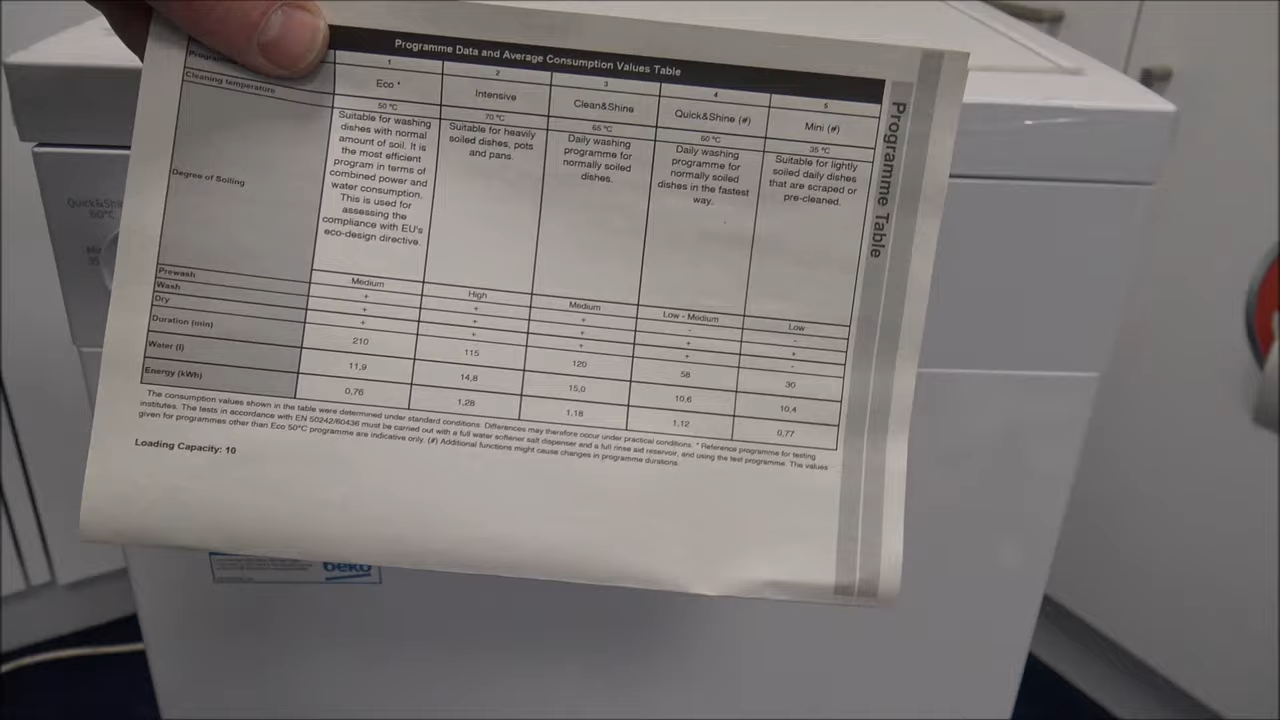 Programme Data and Average Consumption Values Table
1 2 3 4 5
Eco * Intensive Clean&Shine Quick&Shine (#) Mini (#)
Cleaning temperature 50 °C 70 °C 65 °C 60 °C 35 °C
Degree of Soiling
Suitable for washing
dishes with normal
amount of soil. It is
the most efficient
program in terms of
combined power and
water consumption.
This is used for
assessing the
compliance with EU's
eco-design directive.
Suitable for heavily
soiled dishes, pots
and pans.
Daily washing
programme for
normally soiled
dishes.
Daily washing
programme for
normally soiled
dishes in the fastest
way.
Suitable for lightly
soiled daily dishes
that are scraped or
pre-cleaned.
Medium High Medium Low - Medium Low
Prewash + + + - -
Wash + + + + +
Dry + + + + -
Duration (min) 210 115 120 58 30
Water (l) 11,9 14,8 15,0 10,6 10,4
Energy (kWh) 0,76 1,28 1,18 1,12 0,77
The consumption values shown in the table were determined under standard conditions. Differences may therefore occur under practical conditions. * Reference programme for testing
institutes. The tests in accordance with EN 50242/60436 must be carried out with a full water softener salt dispenser and a full rinse aid reservoir, and using the test programme. The values
given for programmes other than Eco 50°C programme are indicative only. (#) Additional functions might cause changes in programme durations.
Loading Capacity: 10
Programme Table
60°C
35
beko